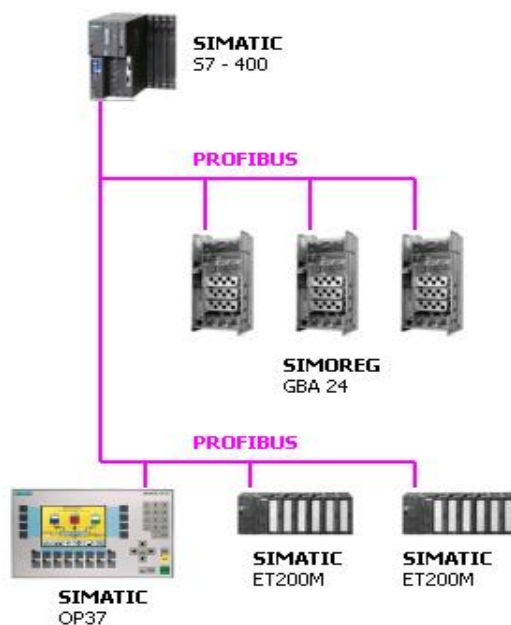 SIMATIC
S7 - 400
PROFIBUS
SIMOREG
GBA 24
PROFIBUS
SIMATIC
ET200M
SIMATIC
ET200M
SIMATIC
OP37